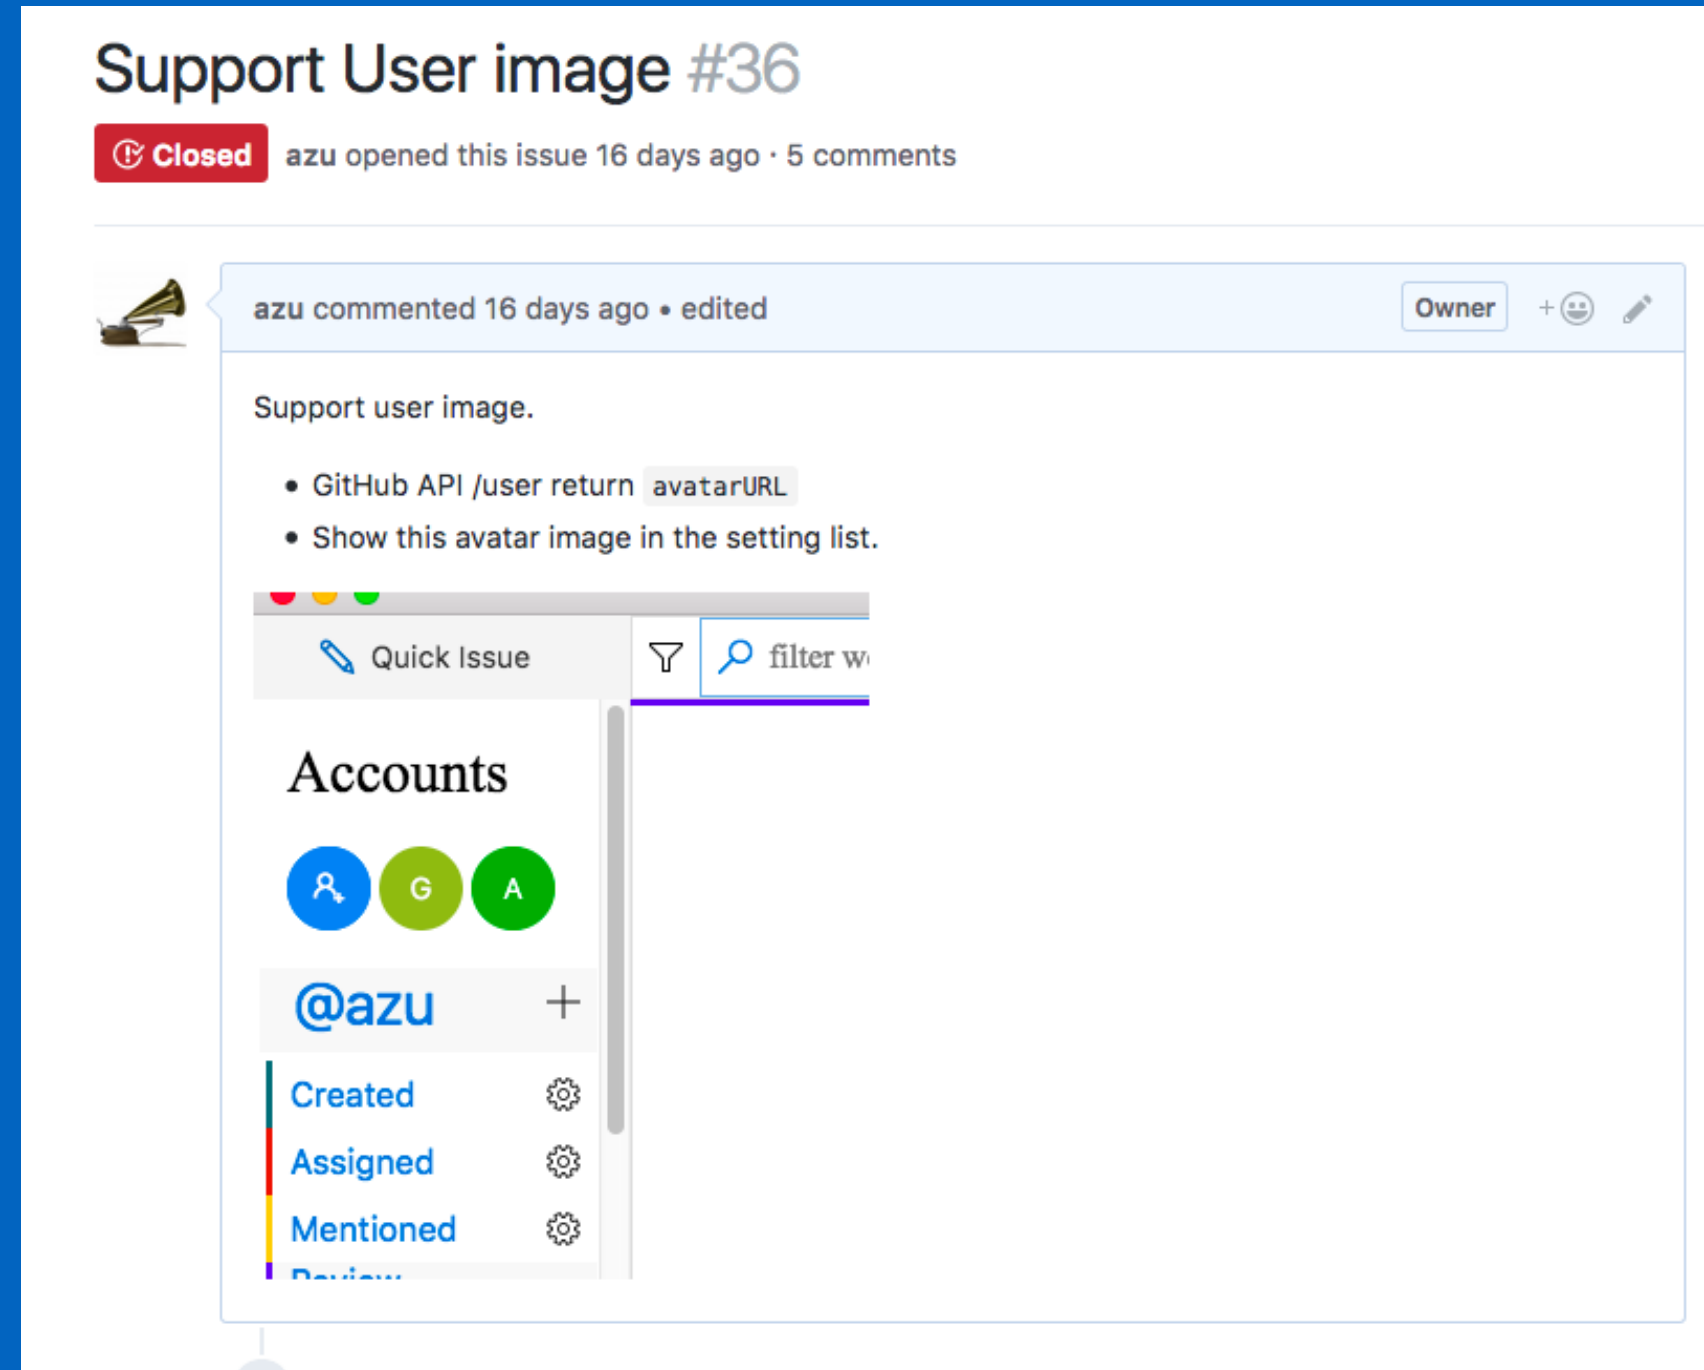 Support User image #36
Closed azu opened this issue 16 days ago · 5 comments
azu commented 16 days ago • edited Owner
Support user image.
• GitHub API /user return avatarURL
• Show this avatar image in the setting list.
Quick Issue filter
Accounts
G A
@azu +
Created
Assigned
Mentioned
Review